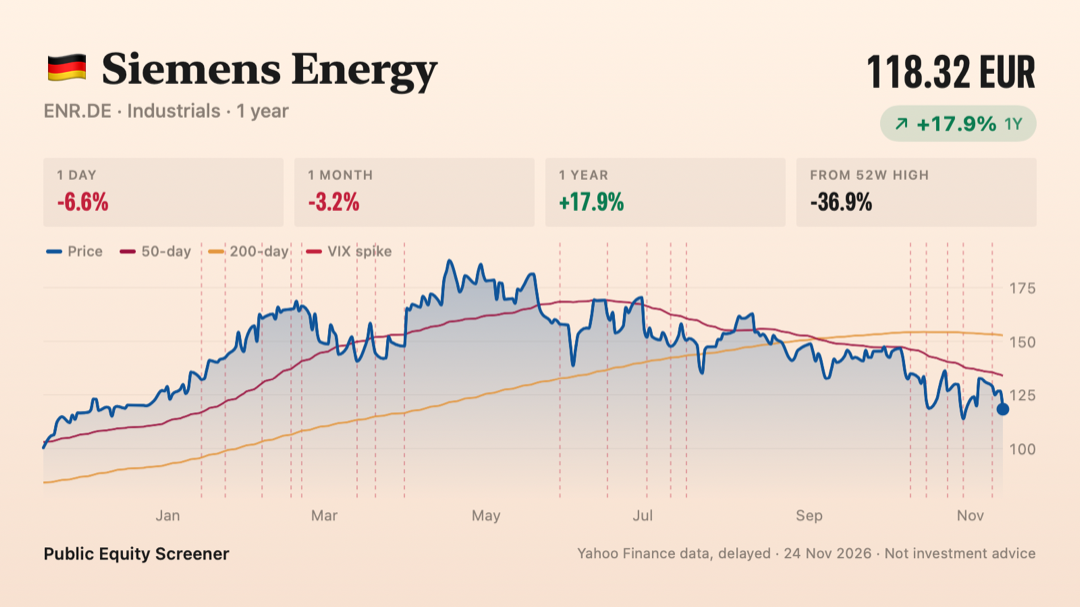 Siemens Energy
118.32 EUR
ENR.DE · Industrials · 1 year
+17.9% 1Y
1 DAY
-6.6%
1 MONTH
-3.2%
1 YEAR
+17.9%
FROM 52W HIGH
-36.9%
Price 50-day 200-day VIX spike
175
150
125
100
Jan Mar May Jul Sep Nov
Public Equity Screener
Yahoo Finance data, delayed · 24 Nov 2026 · Not investment advice